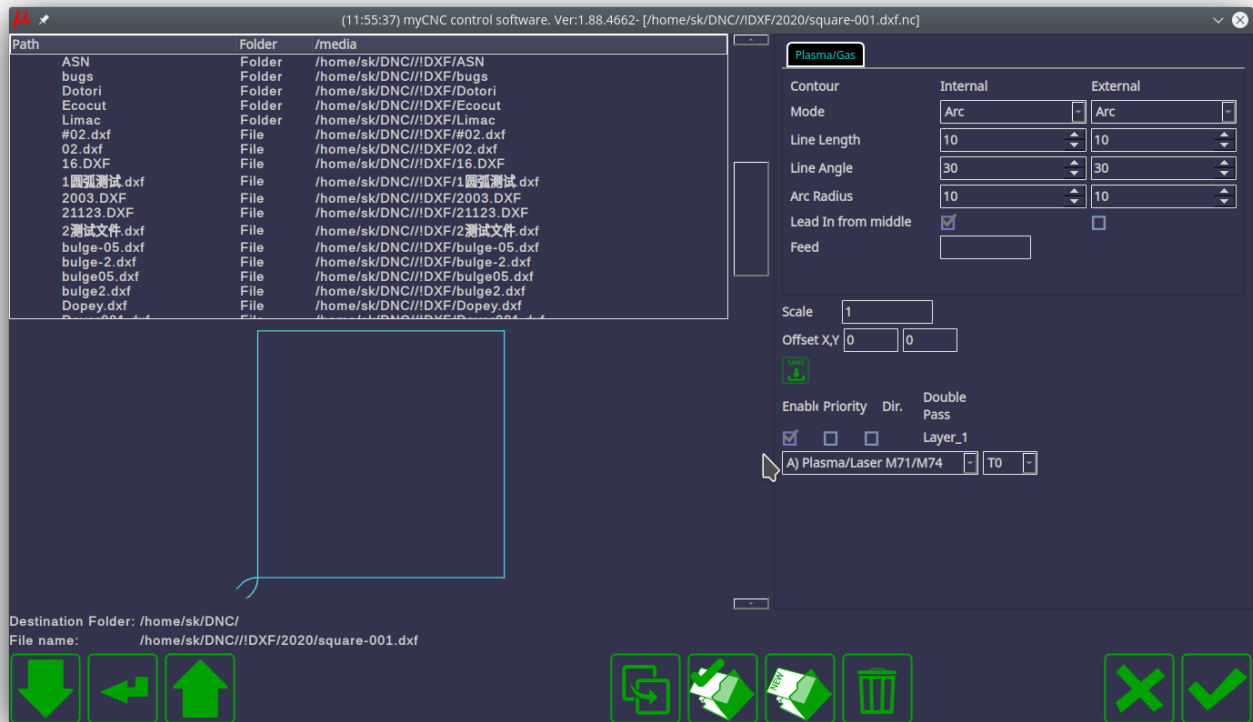 (11:55:37) myCNC control software. Ver:1.88.4662- [/home/sk/DNC//!DXF/2020/square-001.dxf.nc]
Path Folder /media
ASN Folder /home/sk/DNC//!DXF/ASN
bugs Folder /home/sk/DNC//!DXF/bugs
Dotori Folder /home/sk/DNC//!DXF/Dotori
Ecocut Folder /home/sk/DNC//!DXF/Ecocut
Limac Folder /home/sk/DNC//!DXF/Limac
#02.dxf File /home/sk/DNC//!DXF/#02.dxf
02.dxf File /home/sk/DNC//!DXF/02.dxf
16.DXF File /home/sk/DNC//!DXF/16.DXF
1圆弧测试.dxf File /home/sk/DNC//!DXF/1圆弧测试.dxf
2003.DXF File /home/sk/DNC//!DXF/2003.DXF
21123.DXF File /home/sk/DNC//!DXF/21123.DXF
2测试文件.dxf File /home/sk/DNC//!DXF/2测试文件.dxf
bulge-05.dxf File /home/sk/DNC//!DXF/bulge-05.dxf
bulge-2.dxf File /home/sk/DNC//!DXF/bulge-2.dxf
bulge05.dxf File /home/sk/DNC//!DXF/bulge05.dxf
bulge2.dxf File /home/sk/DNC//!DXF/bulge2.dxf
Dopey.dxf File /home/sk/DNC//!DXF/Dopey.dxf
Plasma/Gas
Contour Internal External
Mode Arc Arc
Line Length 10 10
Line Angle 30 30
Arc Radius 10 10
Lead In from middle
Feed
Scale 1
Offset X,Y 0 0
SAVE
Enabl Priority Dir. Double
Pass
Layer_1
A) Plasma/Laser M71/M74 T0
Destination Folder: /home/sk/DNC/
File name: /home/sk/DNC//!DXF/2020/square-001.dxf
NEW